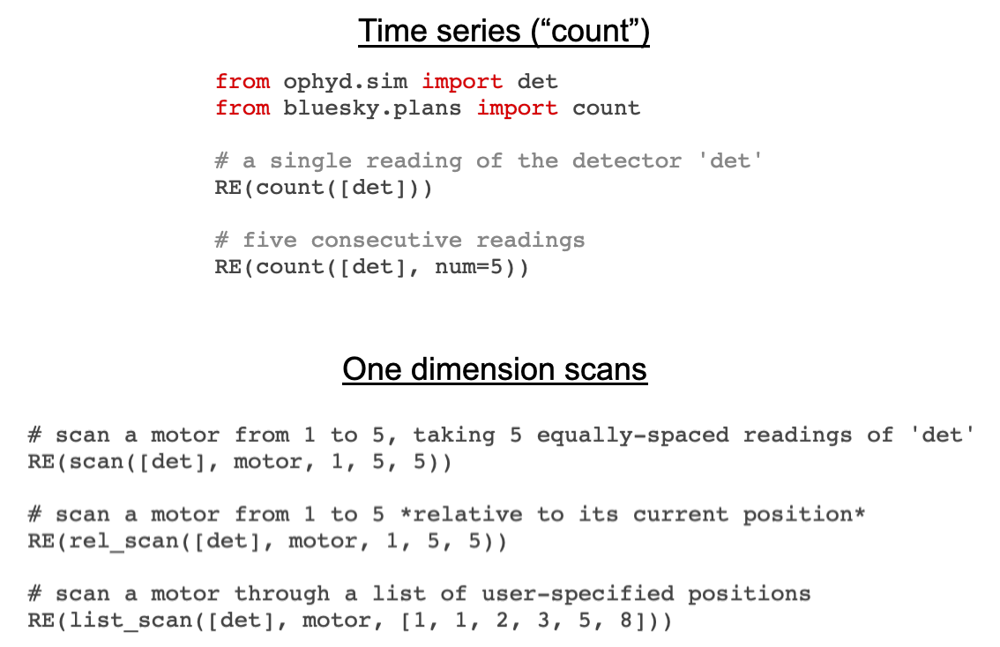 Time series (“count”)
from ophyd.sim import det
from bluesky.plans import count
# a single reading of the detector 'det'
RE(count([det]))
# five consecutive readings
RE(count([det], num=5))
One dimension scans
# scan a motor from 1 to 5, taking 5 equally-spaced readings of 'det'
RE(scan([det], motor, 1, 5, 5))
# scan a motor from 1 to 5 *relative to its current position*
RE(rel_scan([det], motor, 1, 5, 5))
# scan a motor through a list of user-specified positions
RE(list_scan([det], motor, [1, 1, 2, 3, 5, 8]))